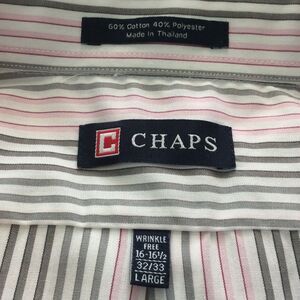 60% Cotton 40% Polyester
Made in Thailand
C CHAPS
WRINKLE
FREE
16-16½
32/33
LARGE